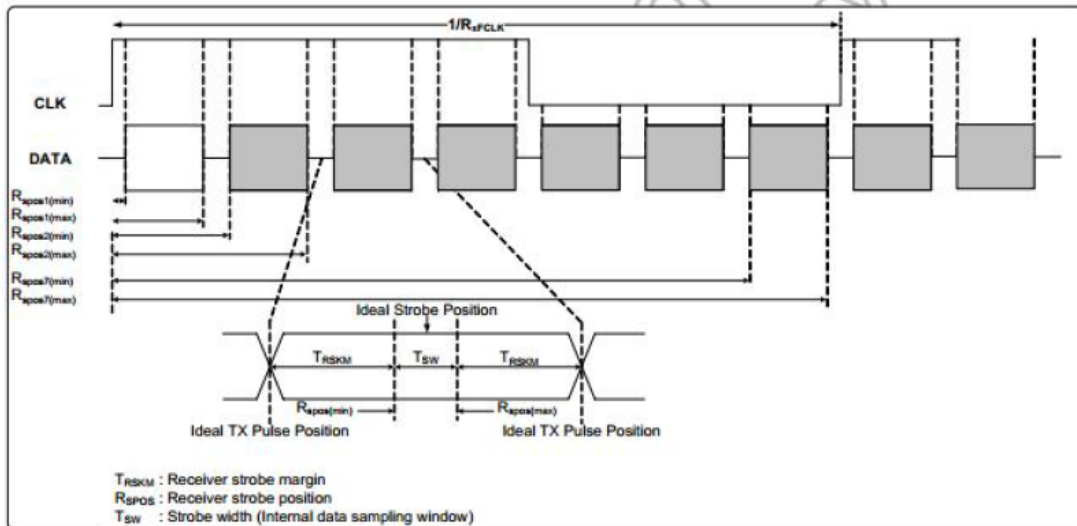 1/RxFCLK
CLK
DATA
Rspos1(min)
Rspos1(max)
Rspos2(min)
Rspos2(max)
Rspos7(min)
Rspos7(max)
Ideal Strobe Position
TRSKM TSW TRSKM
Rspos(min) Rspos(max)
Ideal TX Pulse Position Ideal TX Pulse Position
TRSKM : Receiver strobe margin
RSPOS : Receiver strobe position
TSW : Strobe width (Internal data sampling window)